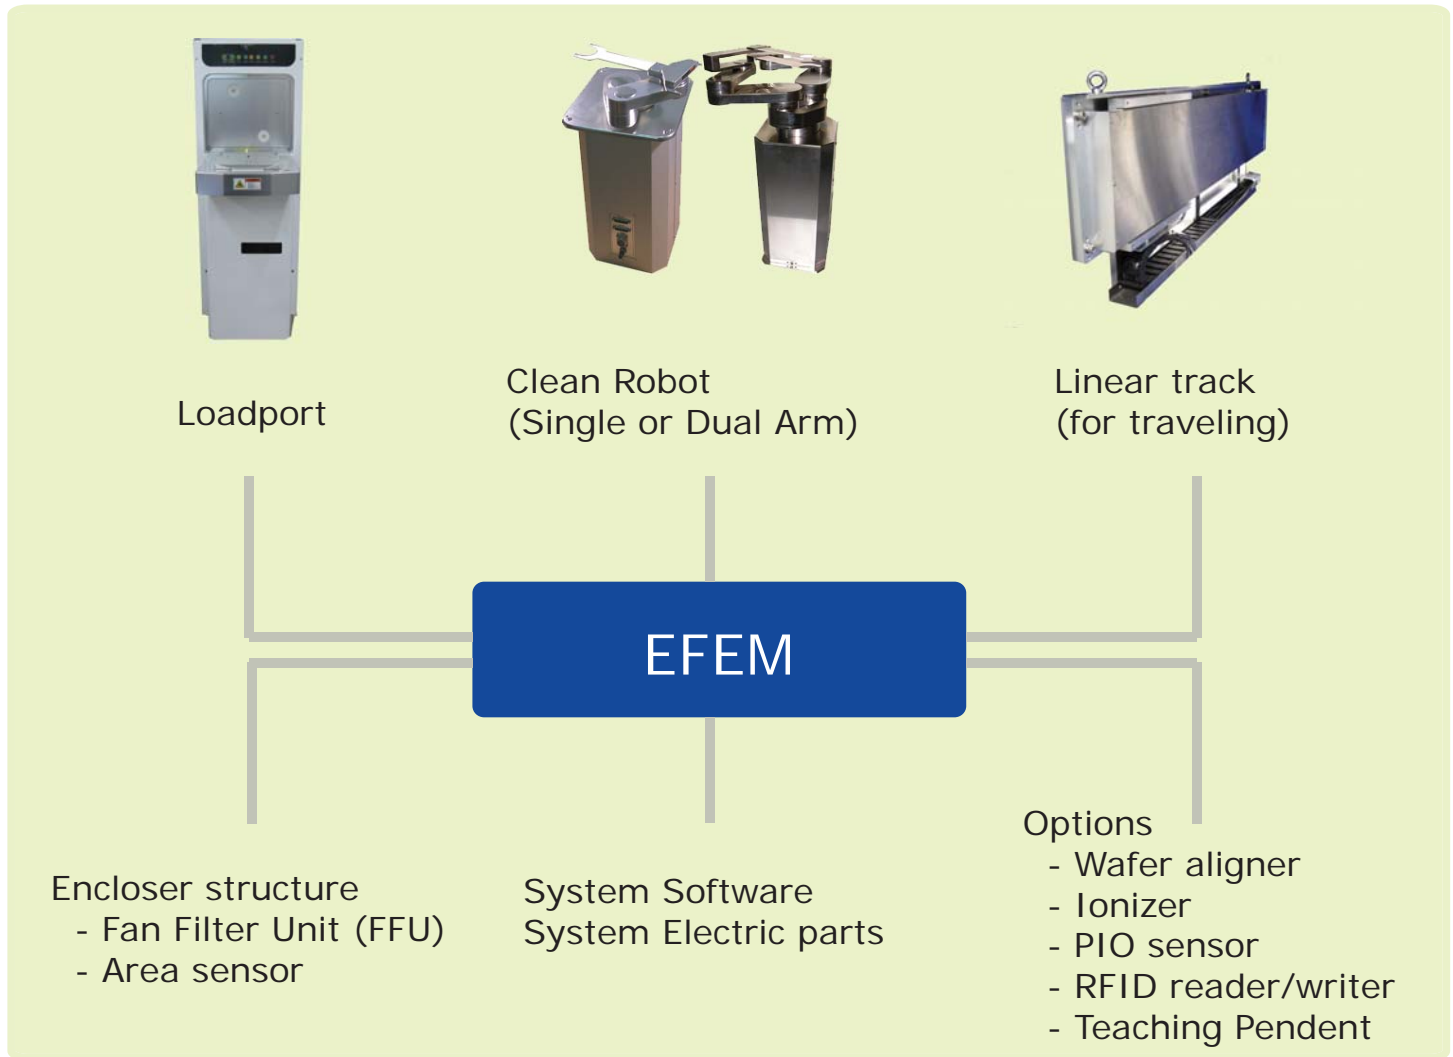 Loadport
Clean Robot
(Single or Dual Arm)
Linear track
(for traveling)
EFEM
Encloser structure
- Fan Filter Unit (FFU)
- Area sensor
System Software
System Electric parts
Options
- Wafer aligner
- Ionizer
- PIO sensor
- RFID reader/writer
- Teaching Pendent